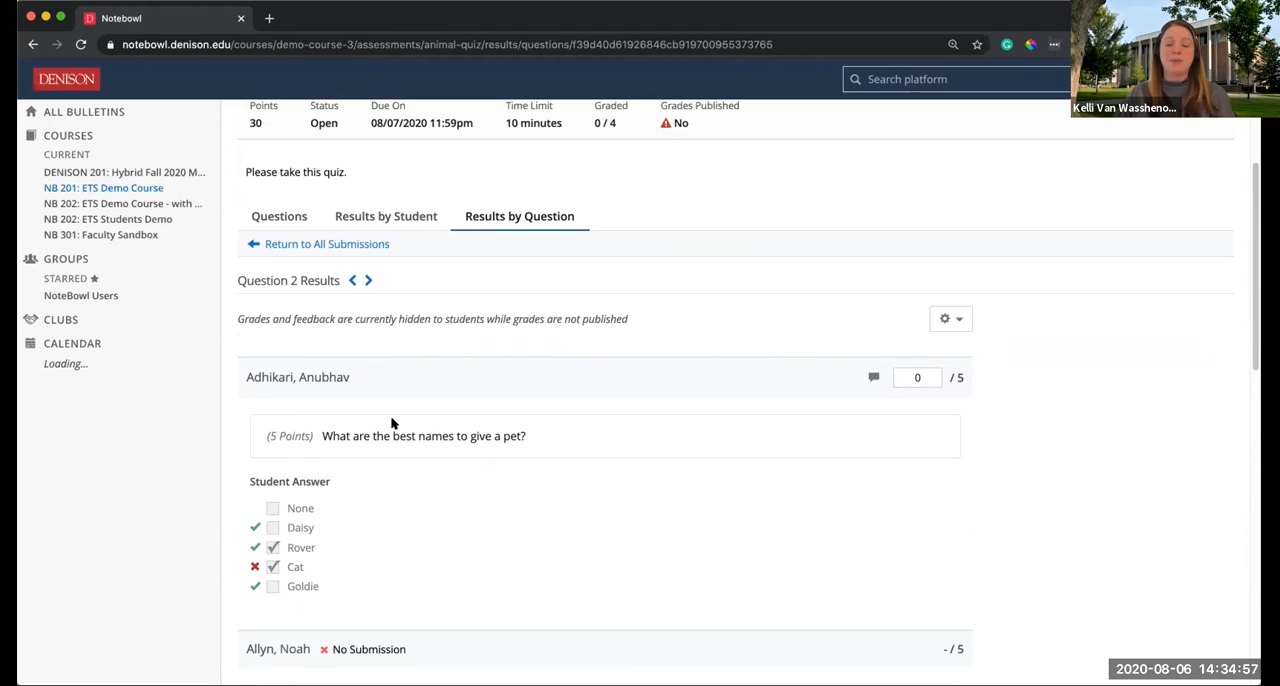 Notebowl
notebowl.denison.edu/courses/demo-course-3/assessments/animal-quiz/results/questions/f39d40d61926846cb919700955373765
DENISON
Search platform
Kelli Van Wassheno...
ALL BULLETINS
COURSES
CURRENT
DENISON 201: Hybrid Fall 2020 M...
NB 201: ETS Demo Course
NB 202: ETS Demo Course - with ...
NB 202: ETS Students Demo
NB 301: Faculty Sandbox
GROUPS
STARRED
NoteBowl Users
CLUBS
CALENDAR
Loading...
Points Status Due On Time Limit Graded Grades Published
30 Open 08/07/2020 11:59pm 10 minutes 0 / 4 No
Please take this quiz.
Questions Results by Student Results by Question
Return to All Submissions
Question 2 Results
Grades and feedback are currently hidden to students while grades are not published
Adhikari, Anubhav 0 / 5
(5 Points) What are the best names to give a pet?
Student Answer
None
Daisy
Rover
Cat
Goldie
Allyn, Noah No Submission - / 5
2020-08-06 14:34:57